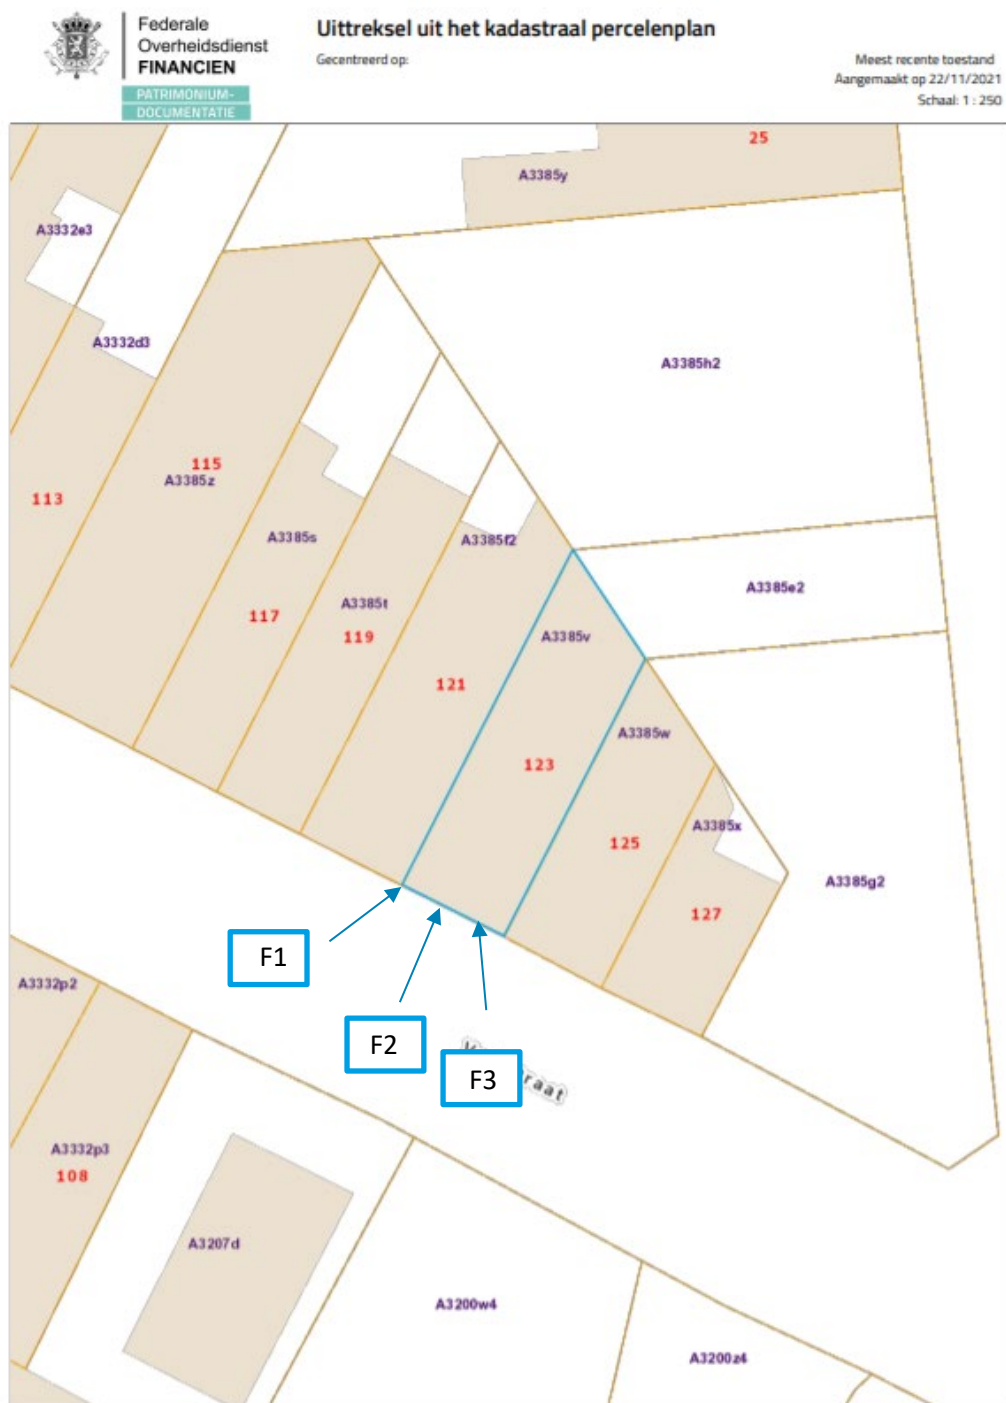 Federale
Overheidsdienst
FINANCIEN
PATRIMONIUM-
DOCUMENTATIE
Uittreksel uit het kadastraal percelenplan
Gecentreerd op:
Meest recente toestand
Aangemaakt op 22/11/2021
Schaal: 1 : 250
25
A3385y
A3332e3
A3332d3
A3385h2
115
A3385z
113
A3385s
A3385f2
A3385e2
A3385t
117
119
A3385v
121
A3385w
123
A3385x
125
A3385g2
127
F1
A3332p2
F2
F3
raat
A3332p3
108
A3207d
A3200w4
A3200z4